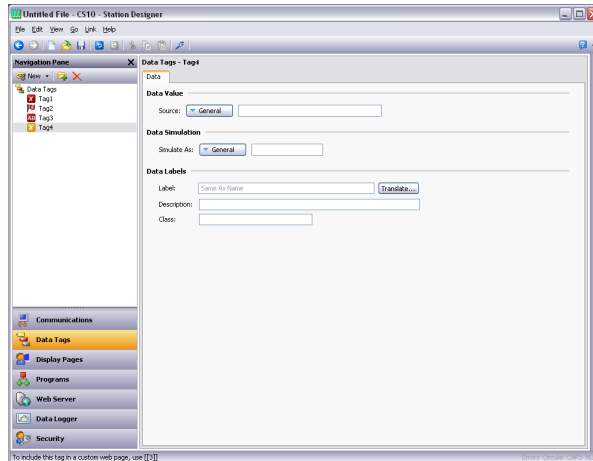 Untitled File - CS10 - Station Designer
File Edit View Go Link Help
Navigation Pane
New
Data Tags
Tag1
Tag2
Tag3
Tag4
Communications
Data Tags
Display Pages
Programs
Web Server
Data Logger
Security
Data Tags - Tag4
Data
Data Value
Source: General
Data Simulation
Simulate As: General
Data Labels
Label: Same As Name Translate...
Description:
Class:
To include this tag in a custom web page, use [[3]]
Errors Circular CAPS